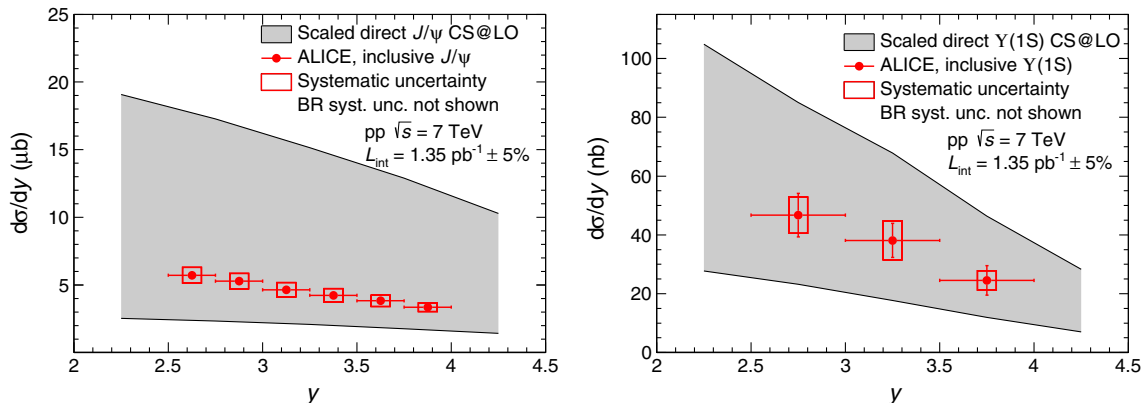 25
20
15
10
5
dσ/dy (μb)
Scaled direct J/ψ CS@LO
ALICE, inclusive J/ψ
Systematic uncertainty
BR syst. unc. not shown
pp √s = 7 TeV
L_int = 1.35 pb⁻¹ ± 5%
2 2.5 3 3.5 4 4.5
y
120
100
80
60
40
20
0
dσ/dy (nb)
Scaled direct Υ(1S) CS@LO
ALICE, inclusive Υ(1S)
Systematic uncertainty
BR syst. unc. not shown
pp √s = 7 TeV
L_int = 1.35 pb⁻¹ ± 5%
2 2.5 3 3.5 4 4.5
y